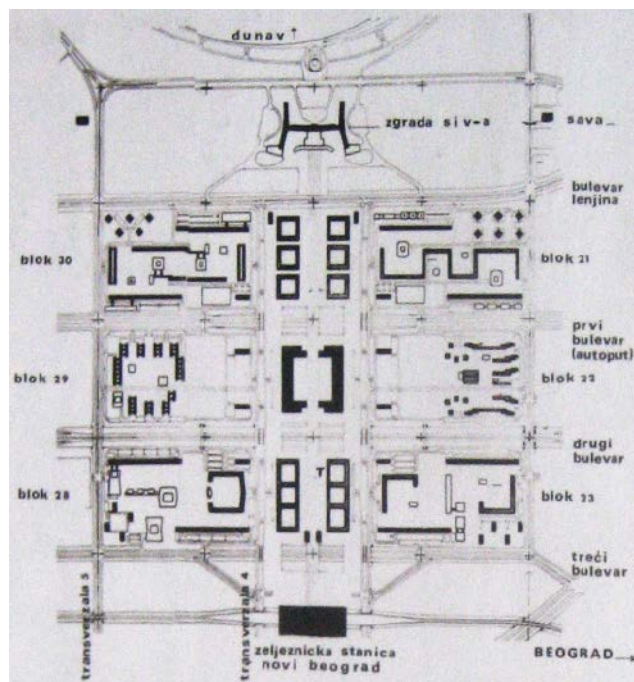 dunav ↑
zgrada siv-a
sava
bulevar
lenjina
blok 30
blok 21
prvi
bulevar
(autoput)
blok 29
blok 22
drugi
bulevar
blok 28
T
blok 23
treći
bulevar
transverzala 5
transverzala 4
zeljeznicka stanica
novi beograd
BEOGRAD →